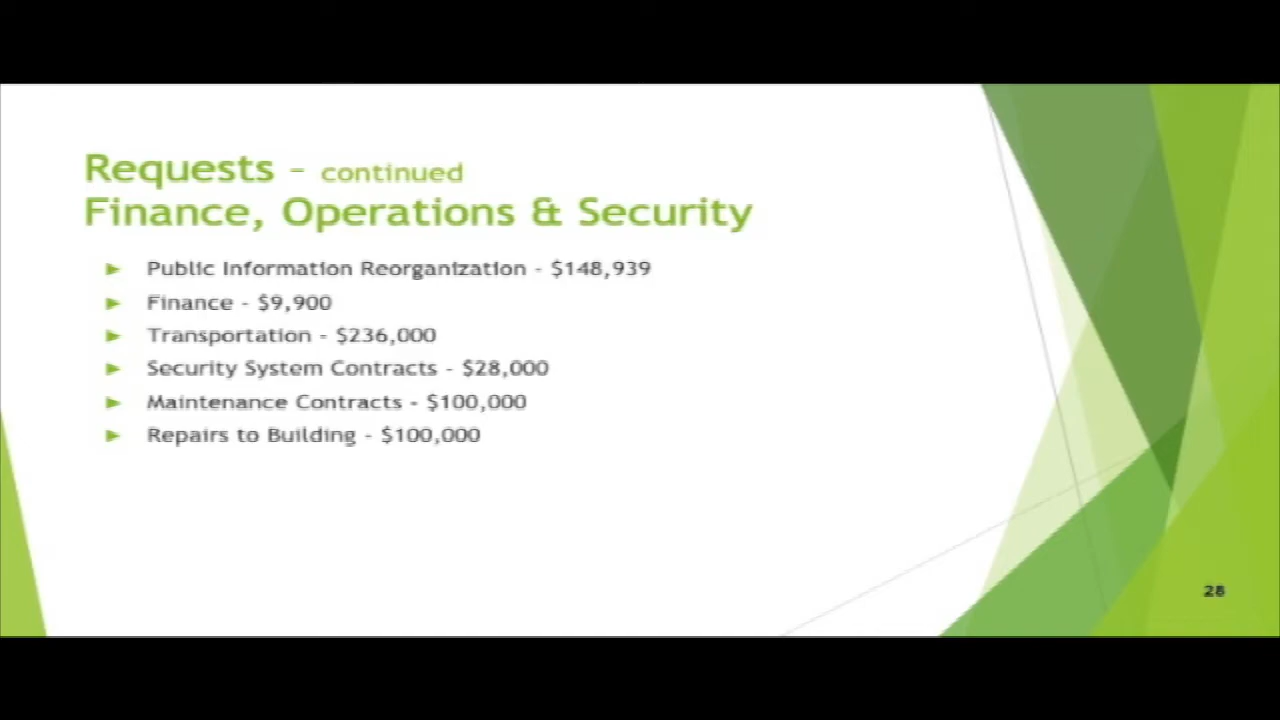 Requests - continued
Finance, Operations & Security
Public Information Reorganization - $148,939
Finance - $9,900
Transportation - $236,000
Security System Contracts - $28,000
Maintenance Contracts - $100,000
Repairs to Building - $100,000
28